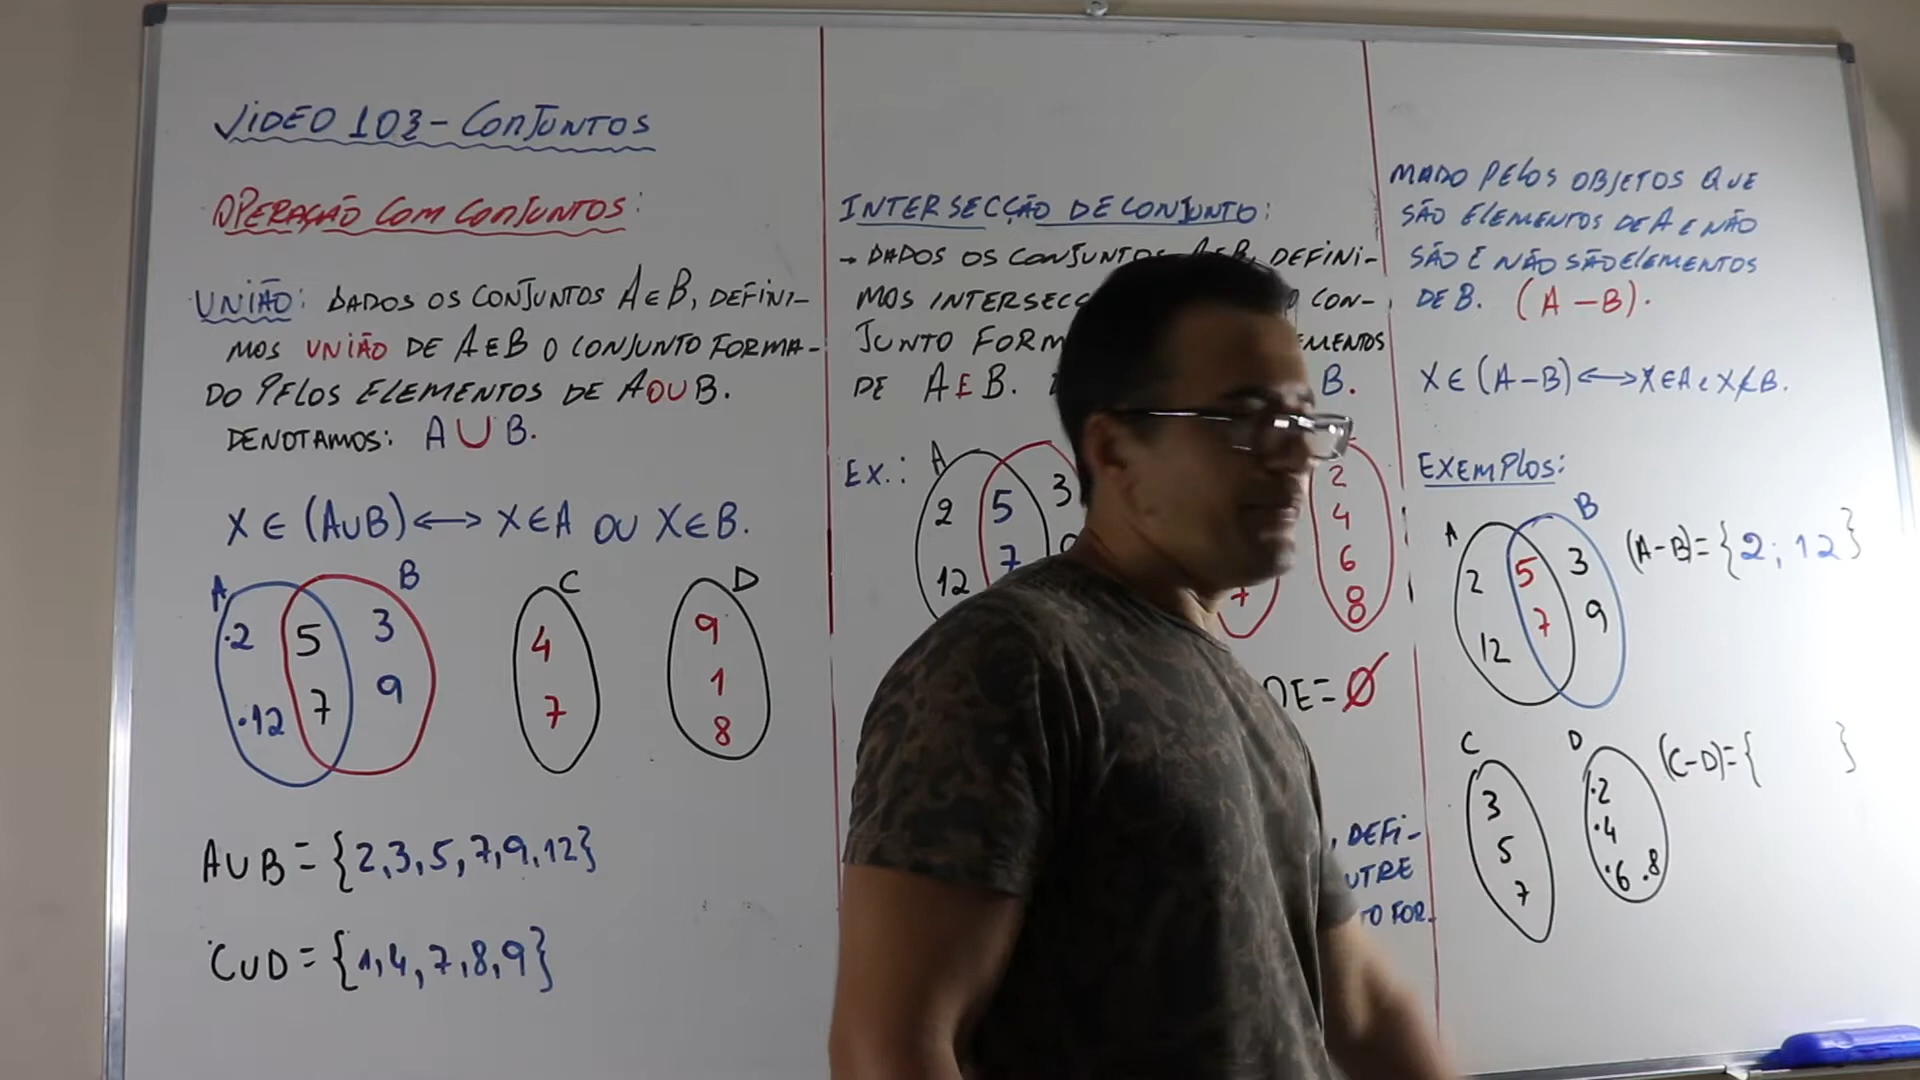 VIDEO 103 - CONJUNTOS
OPERAÇÃO COM CONJUNTOS:
UNIÃO: DADOS OS CONJUNTOS A E B, DEFINI-
MOS UNIÃO DE A E B O CONJUNTO FORMA-
DO PELOS ELEMENTOS DE A OU B.
DENOTAMOS: A ∪ B.
X ∈ (A∪B) ⟷ X ∈ A OU X ∈ B.
A B C D
.2 5 3 4 9
.12 7 9 7 1
8
A∪B = {2,3,5,7,9,12}
C∪D = {1,4,7,8,9}
INTERSECÇÃO DE CONJUNTO:
→ DADOS OS CONJUNTOS DEFINI-
MOS CON-
JUNTO
DE A E B. B.
EX.: A
2 5 3
12 7
7
2
4
6
8
E = Ø
, DEFI-
FOR.
MADO PELOS OBJETOS QUE
SÃO ELEMENTOS DE A E NÃO
SÃO E NÃO SÃO ELEMENTOS
DE B. (A - B).
X ∈ (A - B) ⟷ X ∈ A e X ∉ B.
EXEMPLOS:
A B (A-B) = {2; 12}
2 5 3
12 7 9
C D (C-D) = { }
3 .2
5 .4
7 .6 .8